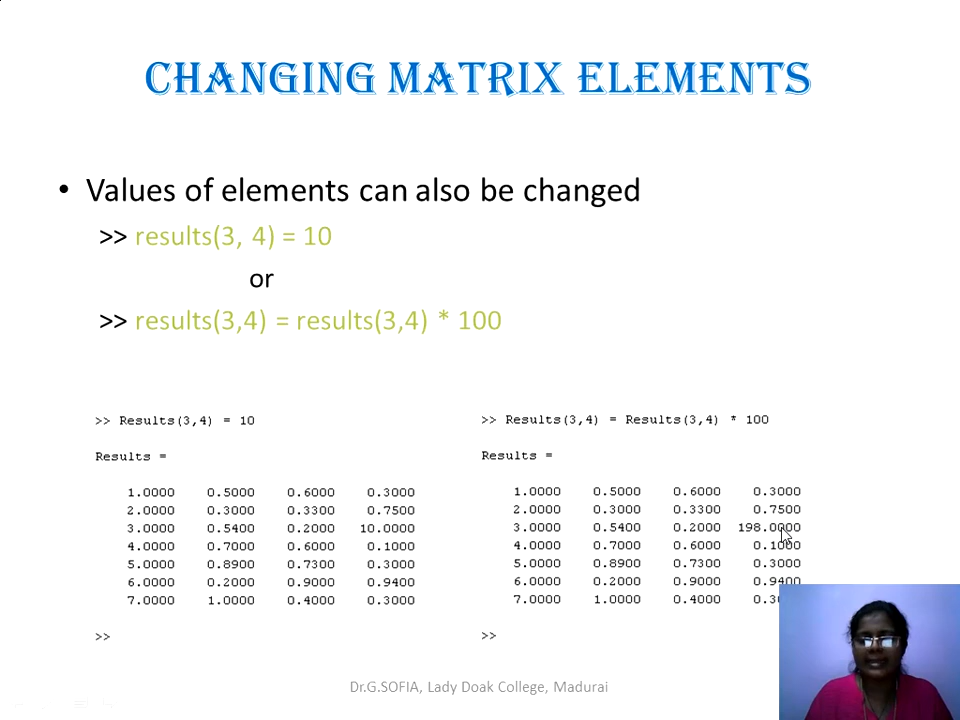 CHANGING MATRIX ELEMENTS
• Values of elements can also be changed
>> results(3, 4) = 10
or
>> results(3,4) = results(3,4) * 100
>> Results(3,4) = 10
Results =
1.0000 0.5000 0.6000 0.3000
2.0000 0.3000 0.3300 0.7500
3.0000 0.5400 0.2000 10.0000
4.0000 0.7000 0.6000 0.1000
5.0000 0.8900 0.7300 0.3000
6.0000 0.2000 0.9000 0.9400
7.0000 1.0000 0.4000 0.3000
>>
>> Results(3,4) = Results(3,4) * 100
Results =
1.0000 0.5000 0.6000 0.3000
2.0000 0.3000 0.3300 0.7500
3.0000 0.5400 0.2000 198.0000
4.0000 0.7000 0.6000 0.1000
5.0000 0.8900 0.7300 0.3000
6.0000 0.2000 0.9000 0.9400
7.0000 1.0000 0.4000
>>
Dr.G.SOFIA, Lady Doak College, Madurai